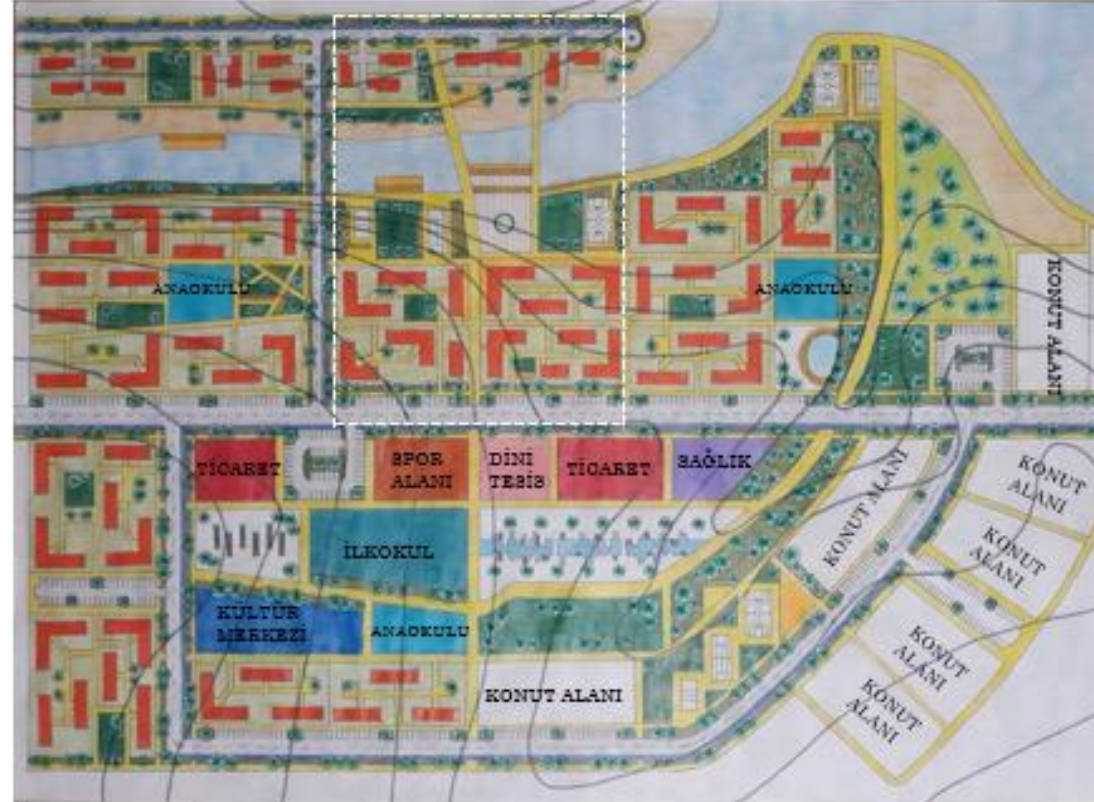 ANAOKULU
ANAOKULU
KONUT ALANI
TİCARET
SPOR
ALANI
DİNİ
TESİS
TİCARET
SAĞLIK
KONUT ALANI
KONUT
ALANI
KONUT
ALANI
İLKOKUL
KÜLTÜR
MERKEZİ
ANAOKULU
KONUT ALANI
KONUT
ALANI
KONUT
ALANI